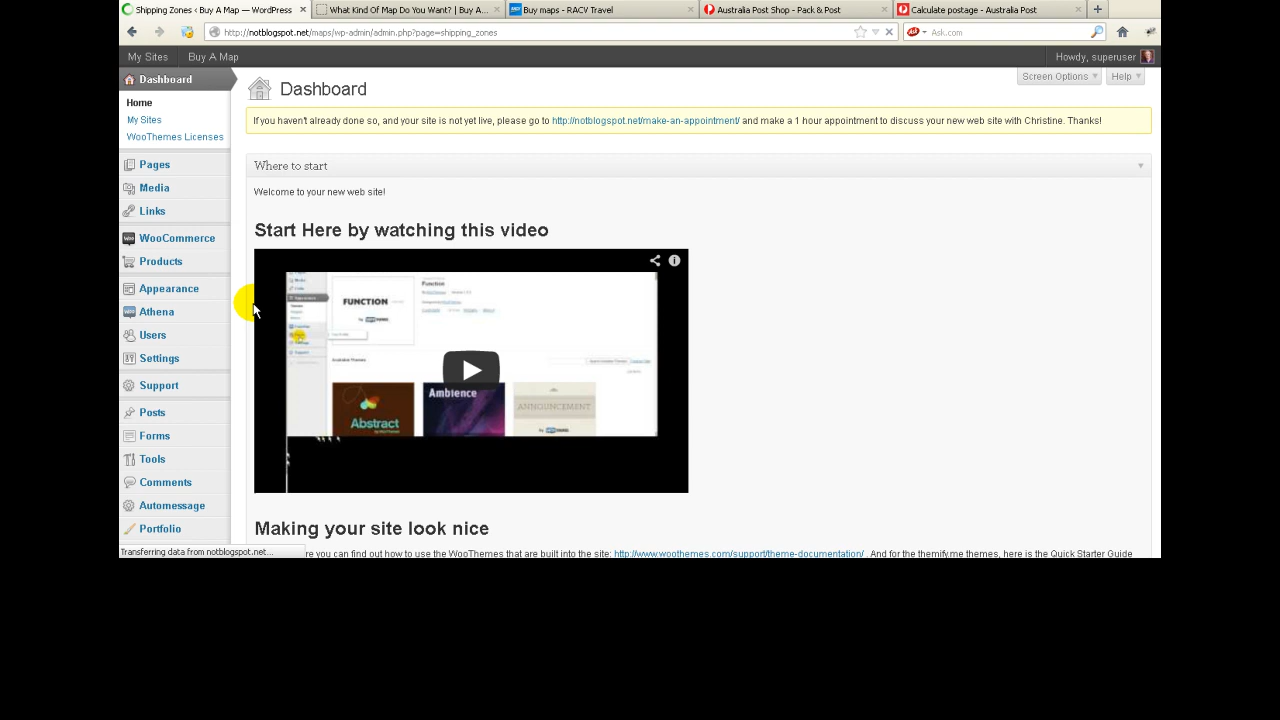 Shipping Zones ‹ Buy A Map — WordPress
What Kind Of Map Do You Want? | Buy A...
Buy maps - RACV Travel
Australia Post Shop - Pack & Post
Calculate postage - Australia Post
http://notblogspot.net/maps/wp-admin/admin.php?page=shipping_zones
Ask.com
My Sites
Buy A Map
Howdy, superuser
Dashboard
Home
My Sites
WooThemes Licenses
Pages
Media
Links
WooCommerce
Products
Appearance
Athena
Users
Settings
Support
Posts
Forms
Tools
Comments
Automessage
Portfolio
Transferring data from notblogspot.net...
Dashboard
Screen Options
Help
If you haven't already done so, and your site is not yet live, please go to http://notblogspot.net/make-an-appointment/ and make a 1 hour appointment to discuss your new web site with Christine. Thanks!
Where to start
Welcome to your new web site!
Start Here by watching this video
Function
FUNCTION
Abstract
Ambience
ANNOUNCEMENT
Making your site look nice
re you can find out how to use the WooThemes that are built into the site: http://www.woothemes.com/support/theme-documentation/ . And for the themify.me themes, here is the Quick Starter Guide